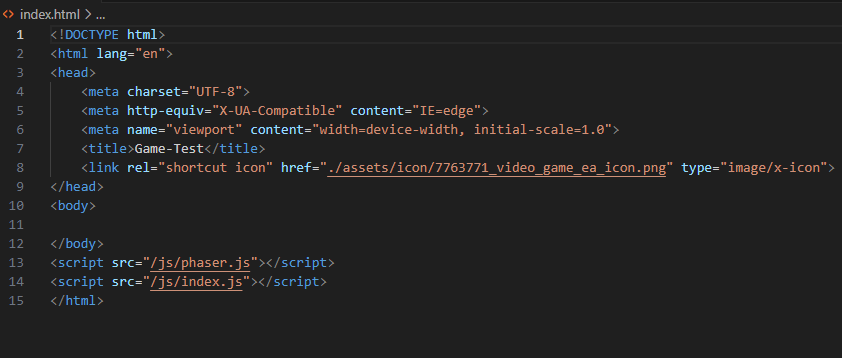 index.html > ...
1 <!DOCTYPE html>
2 <html lang="en">
3 <head>
4 <meta charset="UTF-8">
5 <meta http-equiv="X-UA-Compatible" content="IE=edge">
6 <meta name="viewport" content="width=device-width, initial-scale=1.0">
7 <title>Game-Test</title>
8 <link rel="shortcut icon" href="./assets/icon/7763771_video_game_ea_icon.png" type="image/x-icon">
9 </head>
10 <body>
11
12 </body>
13 <script src="/js/phaser.js"></script>
14 <script src="/js/index.js"></script>
15 </html>